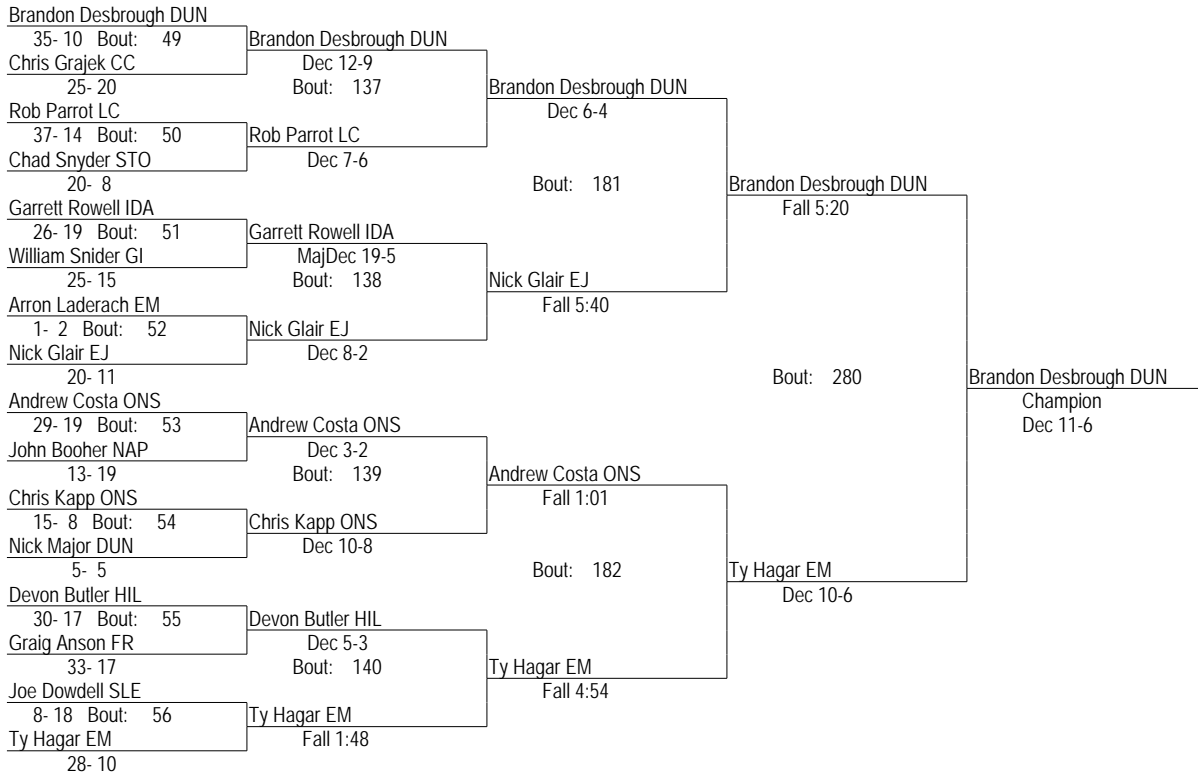 Brandon Desbrough DUN
35- 10 Bout: 49
Brandon Desbrough DUN
Chris Grajek CC
Dec 12-9
25- 20
Bout: 137
Brandon Desbrough DUN
Rob Parrot LC
Dec 6-4
37- 14 Bout: 50
Rob Parrot LC
Chad Snyder STO
Dec 7-6
20- 8
Bout: 181
Brandon Desbrough DUN
Garrett Rowell IDA
Fall 5:20
26- 19 Bout: 51
Garrett Rowell IDA
William Snider GI
MajDec 19-5
25- 15
Bout: 138
Nick Glair EJ
Arron Laderach EM
Fall 5:40
1- 2 Bout: 52
Nick Glair EJ
Nick Glair EJ
Dec 8-2
20- 11
Bout: 280
Brandon Desbrough DUN
Andrew Costa ONS
Champion
29- 19 Bout: 53
Andrew Costa ONS
Dec 11-6
John Booher NAP
Dec 3-2
13- 19
Bout: 139
Andrew Costa ONS
Chris Kapp ONS
Fall 1:01
15- 8 Bout: 54
Chris Kapp ONS
Nick Major DUN
Dec 10-8
5- 5
Bout: 182
Ty Hagar EM
Devon Butler HIL
Dec 10-6
30- 17 Bout: 55
Devon Butler HIL
Graig Anson FR
Dec 5-3
33- 17
Bout: 140
Ty Hagar EM
Joe Dowdell SLE
Fall 4:54
8- 18 Bout: 56
Ty Hagar EM
Ty Hagar EM
Fall 1:48
28- 10